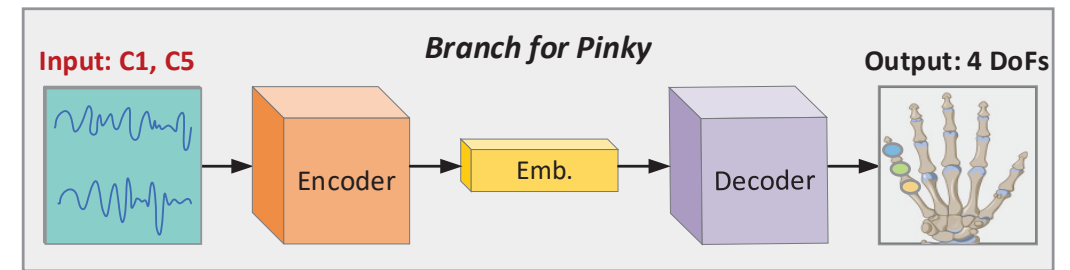 Branch for Pinky
Input: C1, C5
Output: 4 DoFs
Encoder
Emb.
Decoder